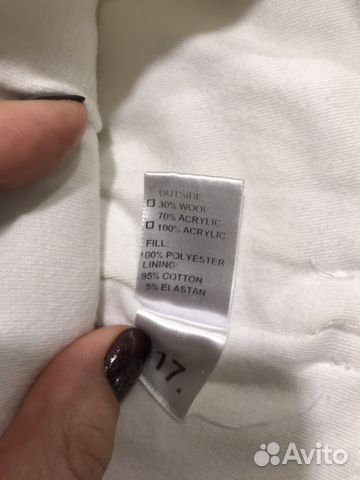 OUTSIDE
☐ 30% WOOL
70% ACRYLIC
☐ 100% ACRYLIC
FILL:
100% POLYESTER
LINING:
95% COTTON
5% ELASTAN
17.
Avito